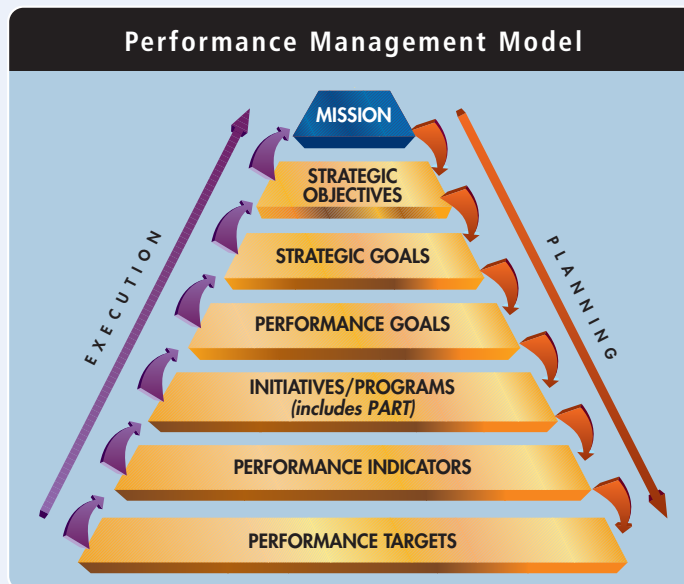 Performance Management Model
MISSION
STRATEGIC
OBJECTIVES
STRATEGIC GOALS
PERFORMANCE GOALS
INITIATIVES/PROGRAMS
(includes PART)
PERFORMANCE INDICATORS
PERFORMANCE TARGETS
EXECUTION
PLANNING